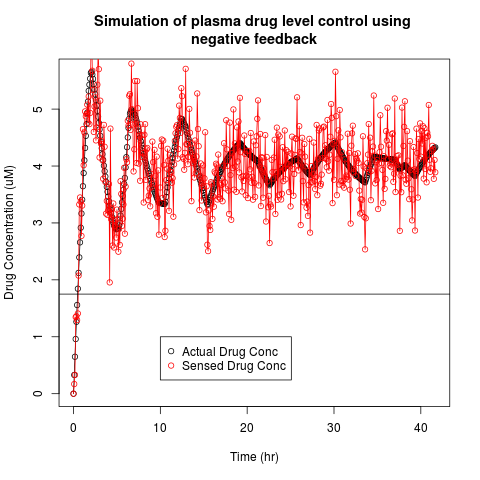 Simulation of plasma drug level control using
negative feedback
Drug Concentration (uM)
5
4
3
2
1
0
Actual Drug Conc
Sensed Drug Conc
0 10 20 30 40
Time (hr)